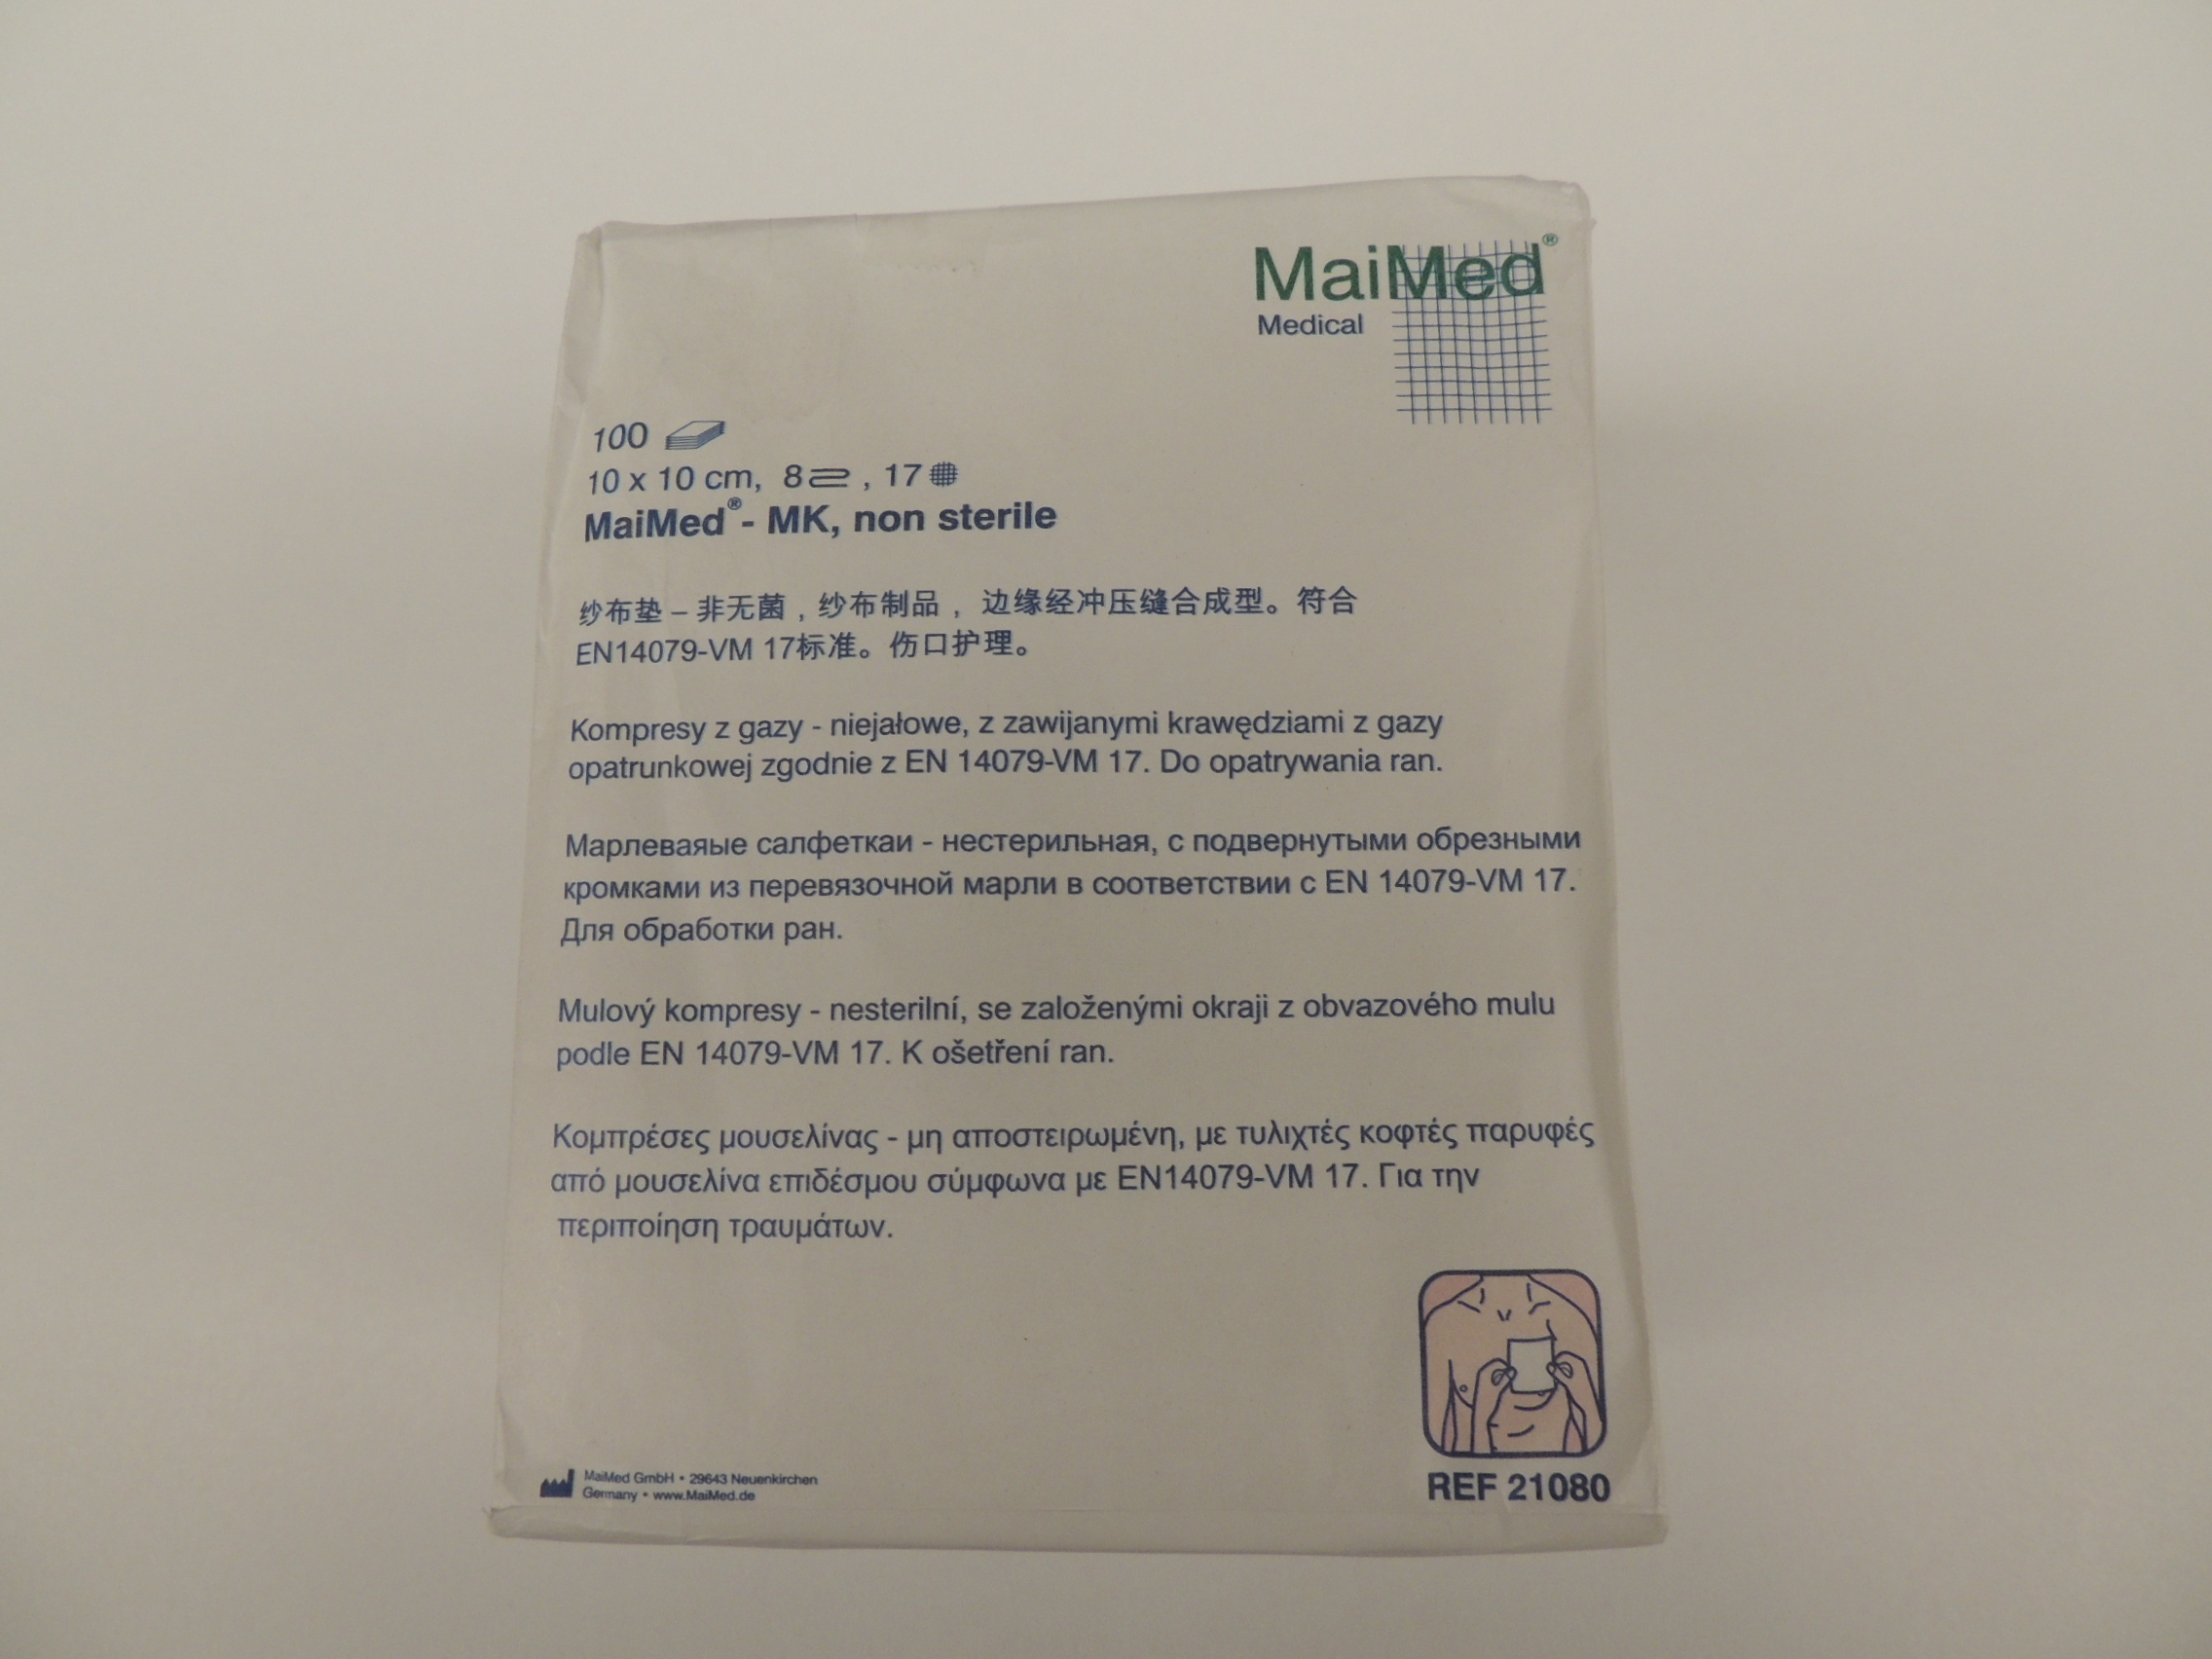 MaiMed®
Medical
100
10 x 10 cm, 8 , 17
MaiMed®- MK, non sterile
纱布垫 – 非无菌 , 纱布制品 , 边缘经冲压缝合成型。符合
EN14079-VM 17标准。伤口护理。
Kompresy z gazy - niejałowe, z zawijanymi krawędziami z gazy
opatrunkowej zgodnie z EN 14079-VM 17. Do opatrywania ran.
Марлеваяые салфеткаи - нестерильная, с подвернутыми обрезными
кромками из перевязочной марли в соответствии с EN 14079-VM 17.
Для обработки ран.
Mulový kompresy - nesterilní, se založenými okraji z obvazového mulu
podle EN 14079-VM 17. K ošetření ran.
Κομπρέσες μουσελίνας - μη αποστειρωμένη, με τυλιχτές κοφτές παρυφές
από μουσελίνα επιδέσμου σύμφωνα με EN14079-VM 17. Για την
περιποίηση τραυμάτων.
MaiMed GmbH • 29643 Neuenkirchen
Germany • www.MaiMed.de
REF 21080